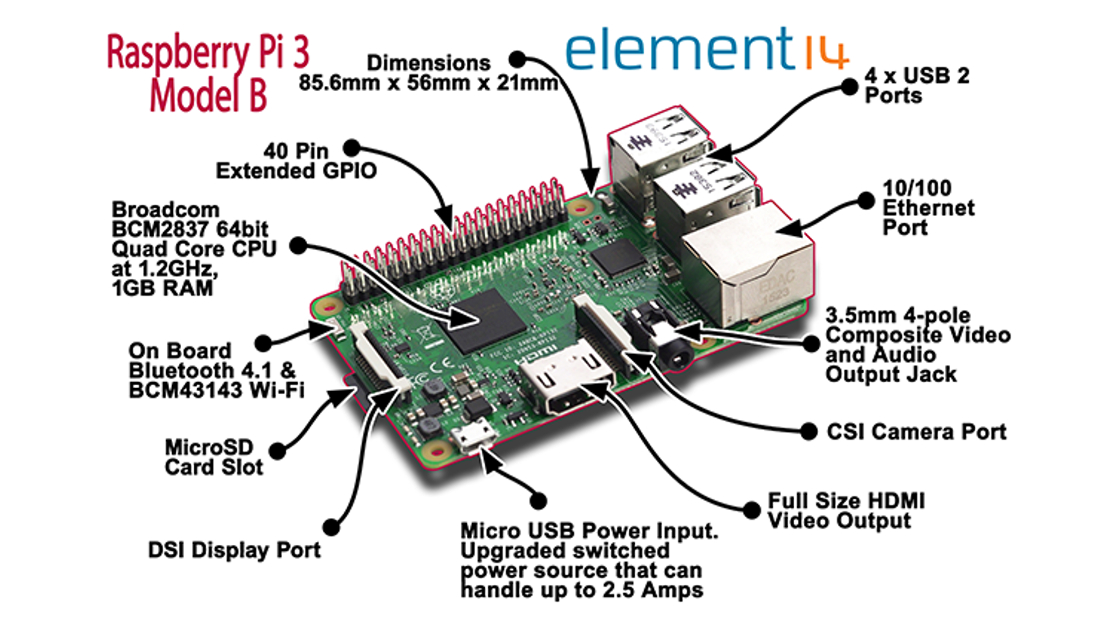 Raspberry Pi 3
Model B
element14
Dimensions
85.6mm x 56mm x 21mm
4 x USB 2
Ports
40 Pin
Extended GPIO
10/100
Ethernet
Port
Broadcom
BCM2837 64bit
Quad Core CPU
at 1.2GHz,
1GB RAM
3.5mm 4-pole
Composite Video
and Audio
Output Jack
On Board
Bluetooth 4.1 &
BCM43143 Wi-Fi
CSI Camera Port
MicroSD
Card Slot
Full Size HDMI
Video Output
DSI Display Port
Micro USB Power Input.
Upgraded switched
power source that can
handle up to 2.5 Amps
HDMI
EDAC
1523